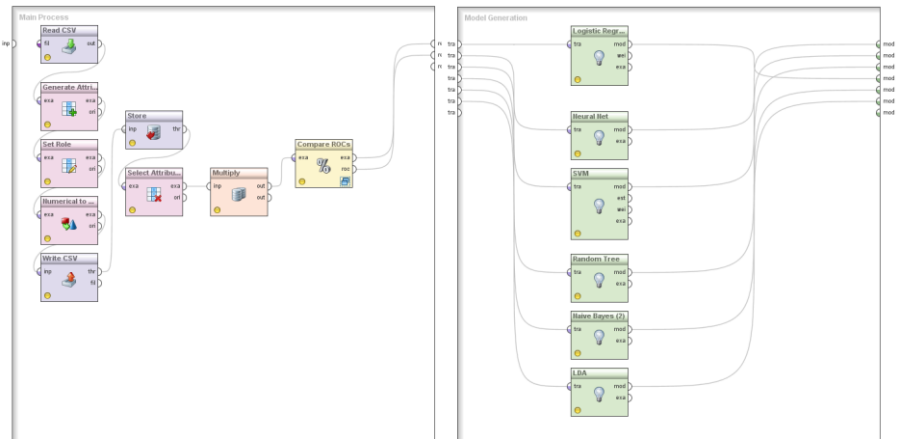 Main Process
inp
Read CSV
fil out
Generate Attri...
exa exa
ori
Set Role
exa exa
ori
Numerical to ...
exa exa
ori
Write CSV
inp thr
fil
Store
inp thr
Select Attribu...
exa exa
ori
Multiply
inp out
out
Compare ROCs
exa exa
roc
Model Generation
tra
tra
tra
tra
tra
tra
tra
Logistic Regr...
tra mod
wei
exa
Neural Net
tra mod
exa
SVM
tra mod
est
wei
exa
Random Tree
tra mod
exa
Naive Bayes (2)
tra mod
exa
LDA
tra mod
exa
mod
mod
mod
mod
mod
mod
mod